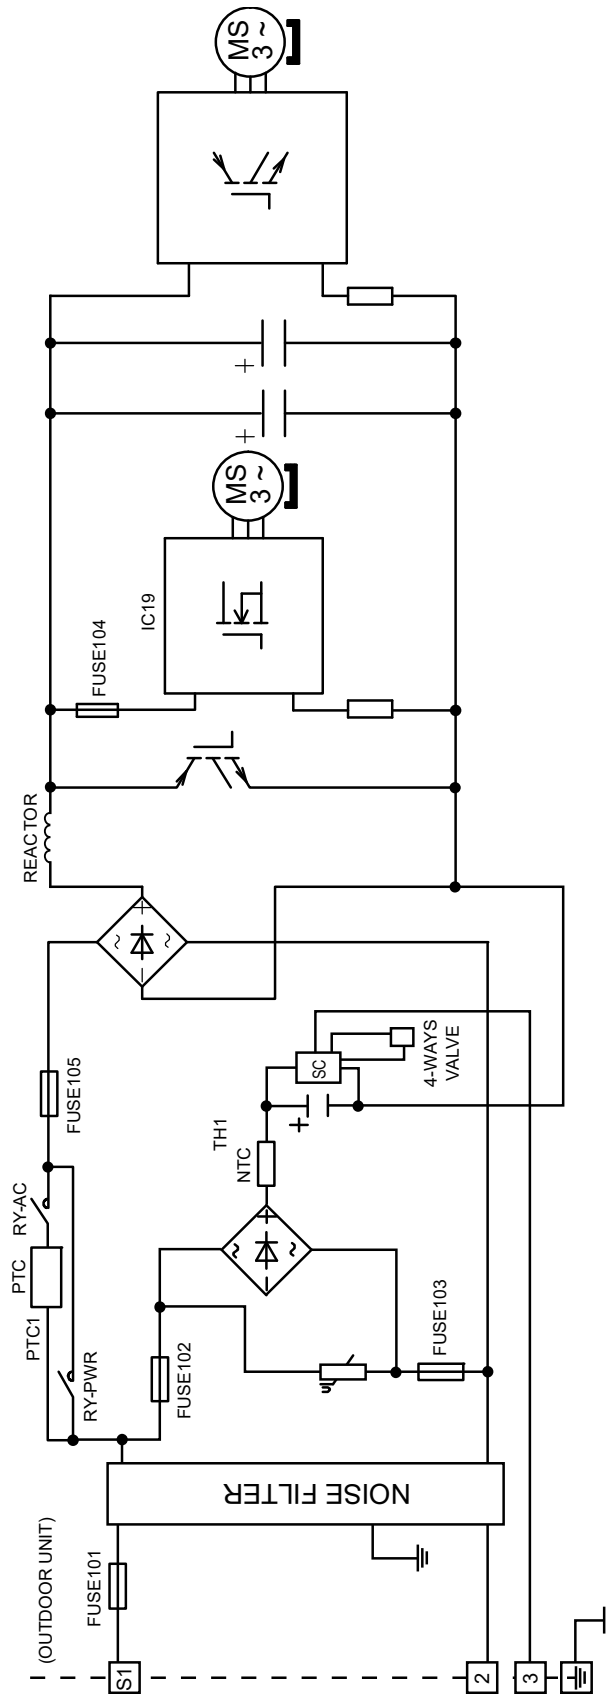 (OUTDOOR UNIT)
S1
2
3
FUSE101
NOISE FILTER
RY-PWR
PTC1
PTC
RY-AC
FUSE102
FUSE103
FUSE105
TH1
NTC
+
~
~
+
−
SC
4-WAYS
VALVE
~
~
+
−
REACTOR
FUSE104
IC19
MS
3 ~
+
+
MS
3 ~